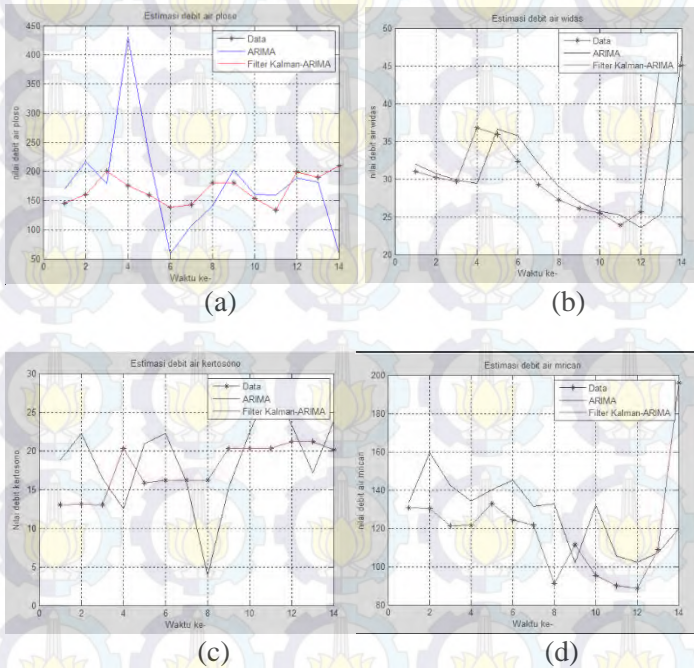 Estimasi debit air ploso
Data
ARIMA
Filter Kalman-ARIMA
nilai debit air ploso
450
400
350
300
250
200
150
100
50
0 2 4 6 8 10 12 14
Waktu ke-
(a)
Estimasi debit air widas
Data
ARIMA
Filter Kalman-ARIMA
nilai debit air widas
50
45
40
35
30
25
20
0 2 4 6 8 10 12 14
Waktu ke-
(b)
Estimasi debit air kertosono
Data
ARIMA
Filter Kalman-ARIMA
Nilai debit kertosono
30
25
20
15
10
5
0
0 2 4 6 8 10 12 14
Waktu ke-
(c)
Estimasi debit air mrican
Data
ARIMA
Filter Kalman-ARIMA
nilai debit air mrican
200
180
160
140
120
100
80
0 2 4 6 8 10 12 14
Waktu ke-
(d)